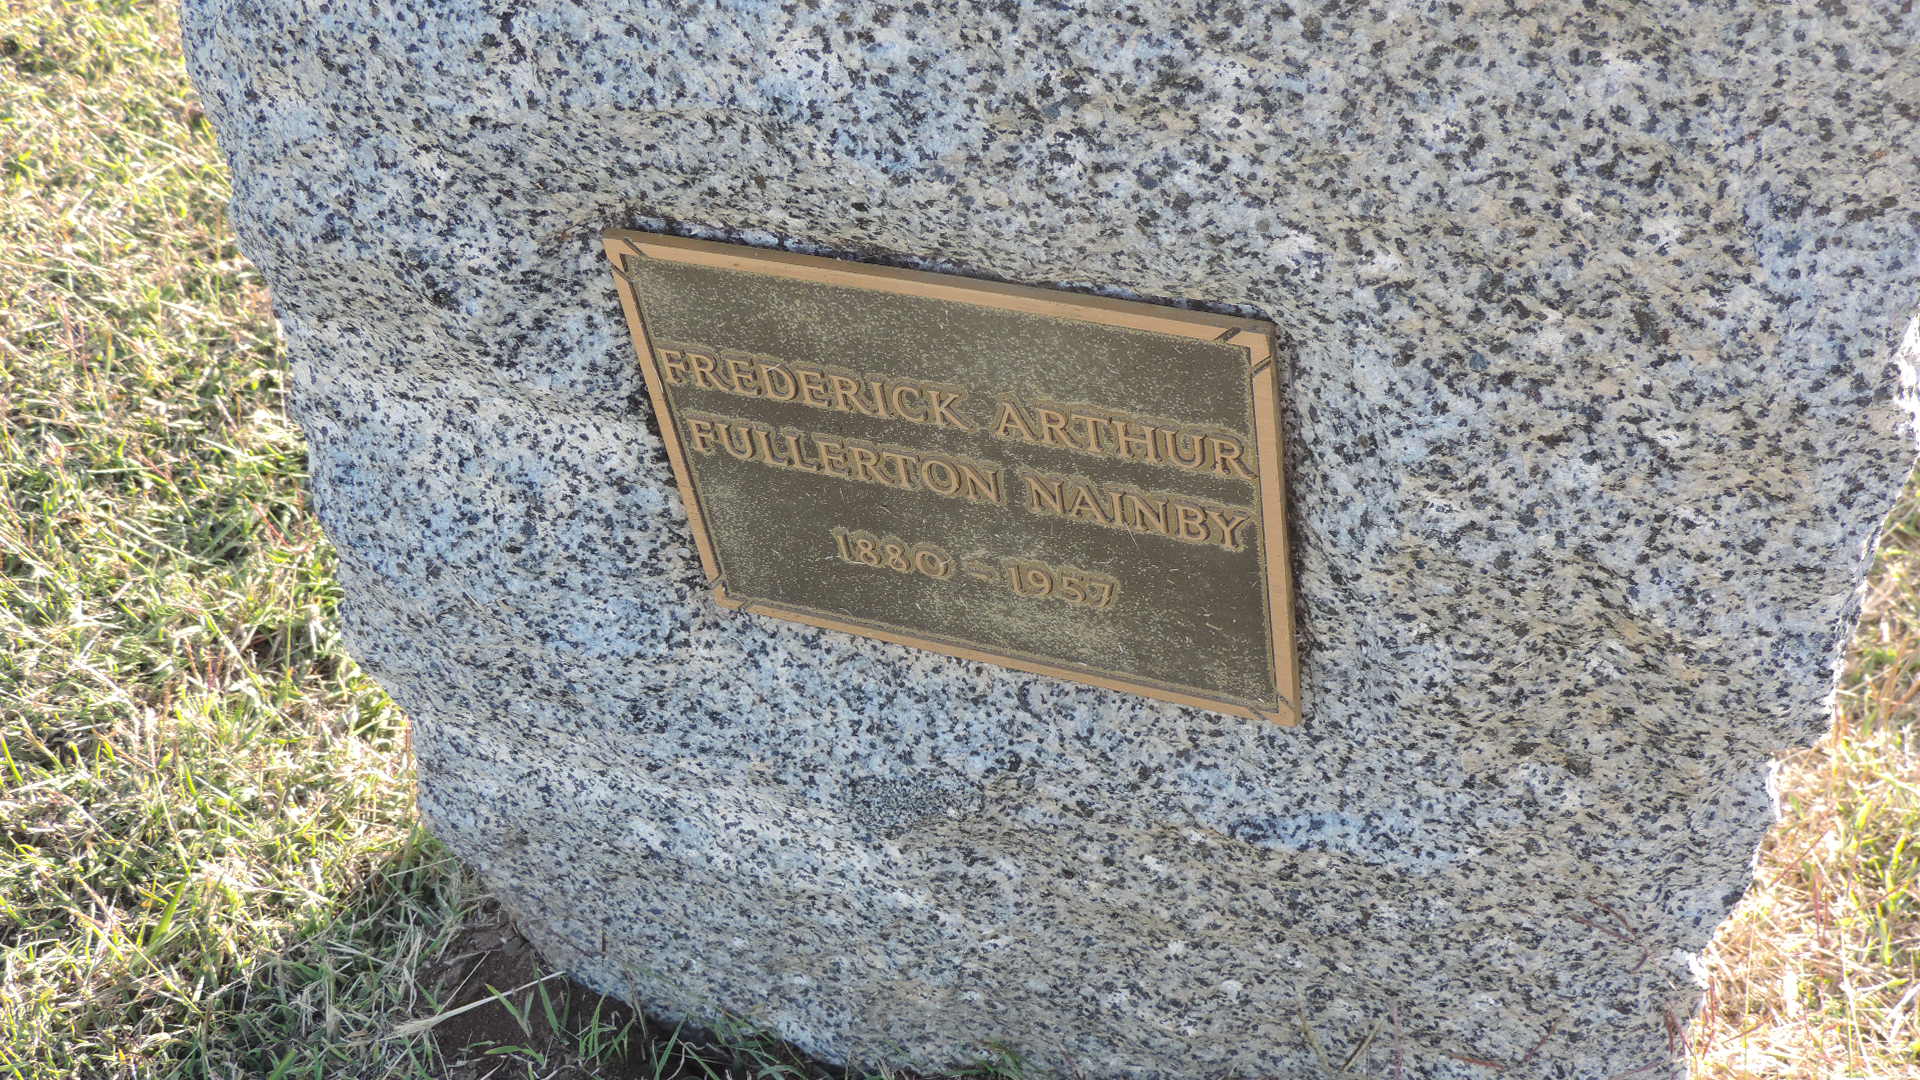 FREDERICK ARTHUR
FULLERTON NAINBY
1880 - 1957